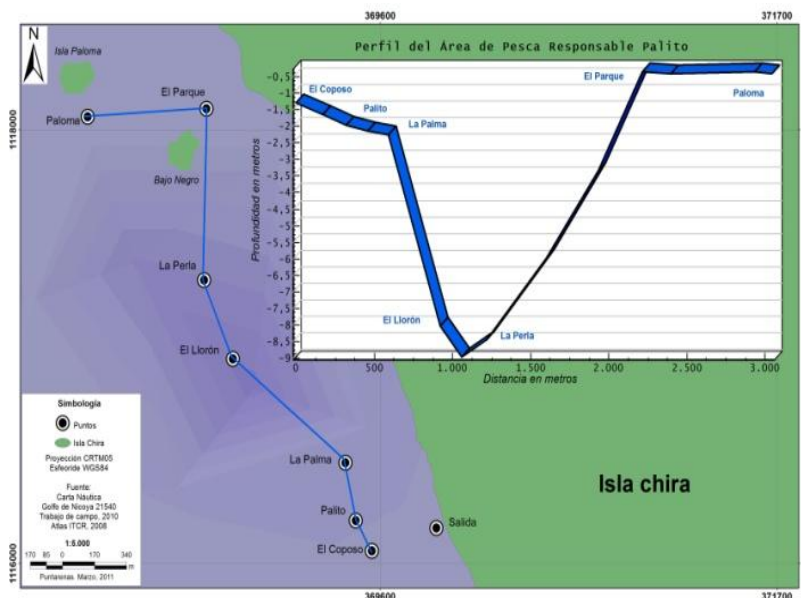 369600
371700
N
Isla Paloma
Paloma
El Parque
Bajo Negro
La Perla
El Llorón
La Palma
Palito
El Coposo
Salida
Isla chira
1118000
1116000
Perfil del Área de Pesca Responsable Palito
Profundidad en metros
-0,5
-1
-1,5
-2
-2,5
-3
-3,5
-4
-4,5
-5
-5,5
-6
-6,5
-7
-7,5
-8
-8,5
-9
El Coposo
Palito
La Palma
El Llorón
La Perla
El Parque
Paloma
0
500
1.000
1.500
2.000
2.500
3.000
Distancia en metros
Simbología
Puntos
Isla Chira
Proyección CRTM05
Esferoide WGS84
Fuente:
Carta Náutica
Golfo de Nicoya 21540
Trabajo de campo, 2010
Atlas ITCR, 2008
1:5.000
170 85 0 170 340
m
Puntarenas. Marzo, 2011